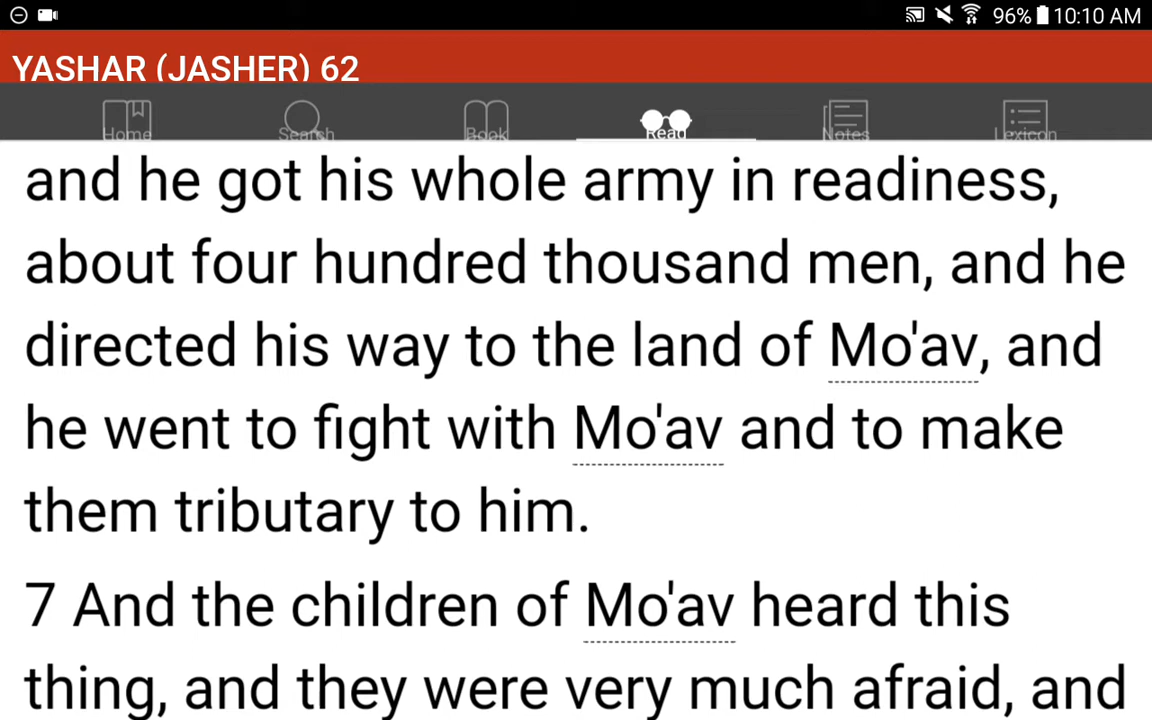 96% 10:10 AM
YASHAR (JASHER) 62
Home Search Book Read Notes Lexicon
and he got his whole army in readiness,
about four hundred thousand men, and he
directed his way to the land of Mo'av, and
he went to fight with Mo'av and to make
them tributary to him.
7 And the children of Mo'av heard this
thing, and they were very much afraid, and